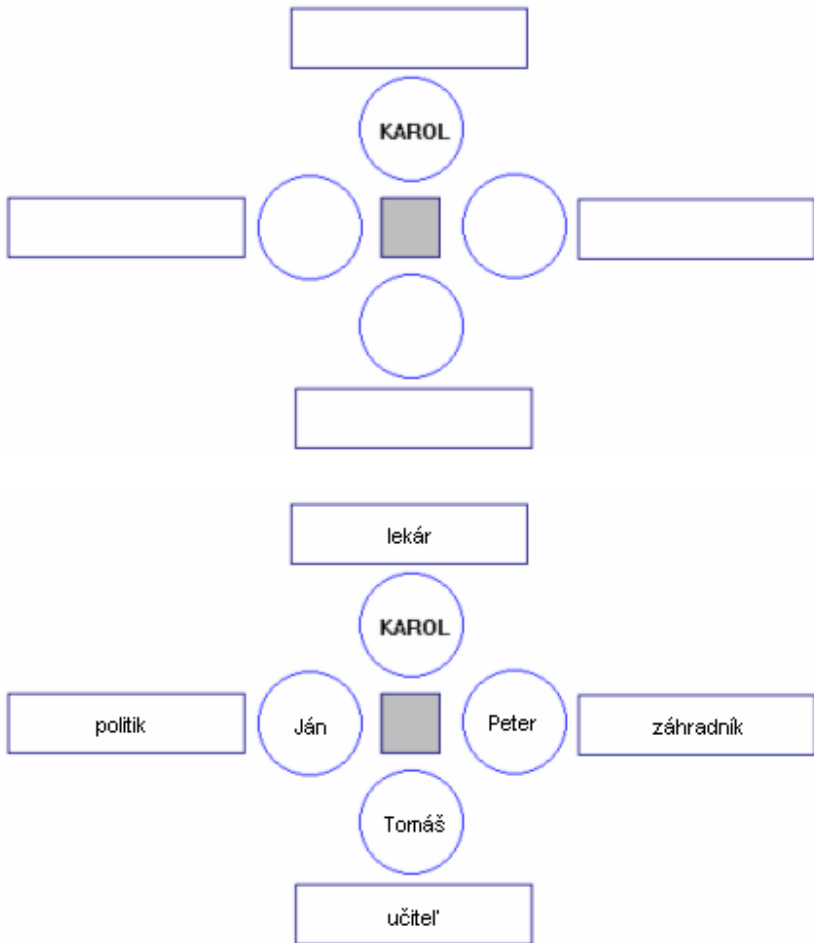 KAROL
lekár
KAROL
politik
Ján
Peter
záhradník
Tomáš
učiteľ